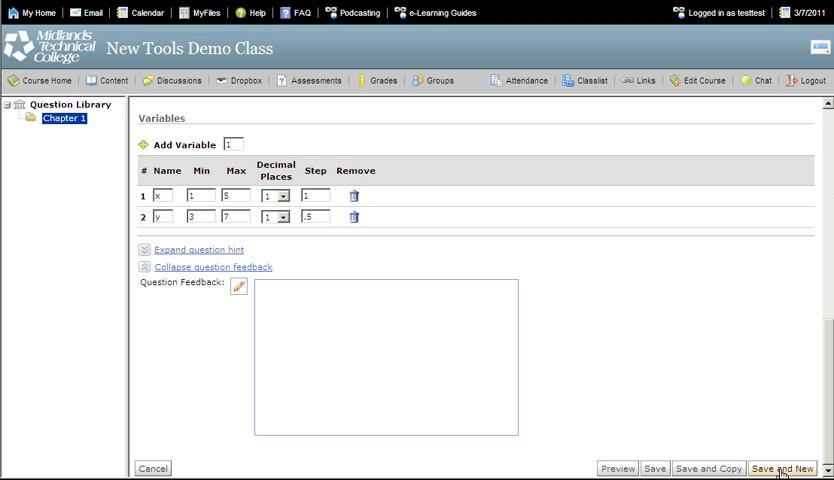 My Home Email Calendar MyFiles Help FAQ Podcasting e-Learning Guides Logged in as testtest 3/7/2011
Midlands Technical College New Tools Demo Class
Course Home Content Discussions Dropbox Assessments Grades Groups Attendance Classlist Links Edit Course Chat Logout
Question Library
Chapter 1
Variables
Add Variable 1
# Name Min Max Decimal Places Step Remove
1 x 1 5 1 1
2 y 3 7 1 .5
Expand question hint
Collapse question feedback
Question Feedback:
Cancel Preview Save Save and Copy Save and New